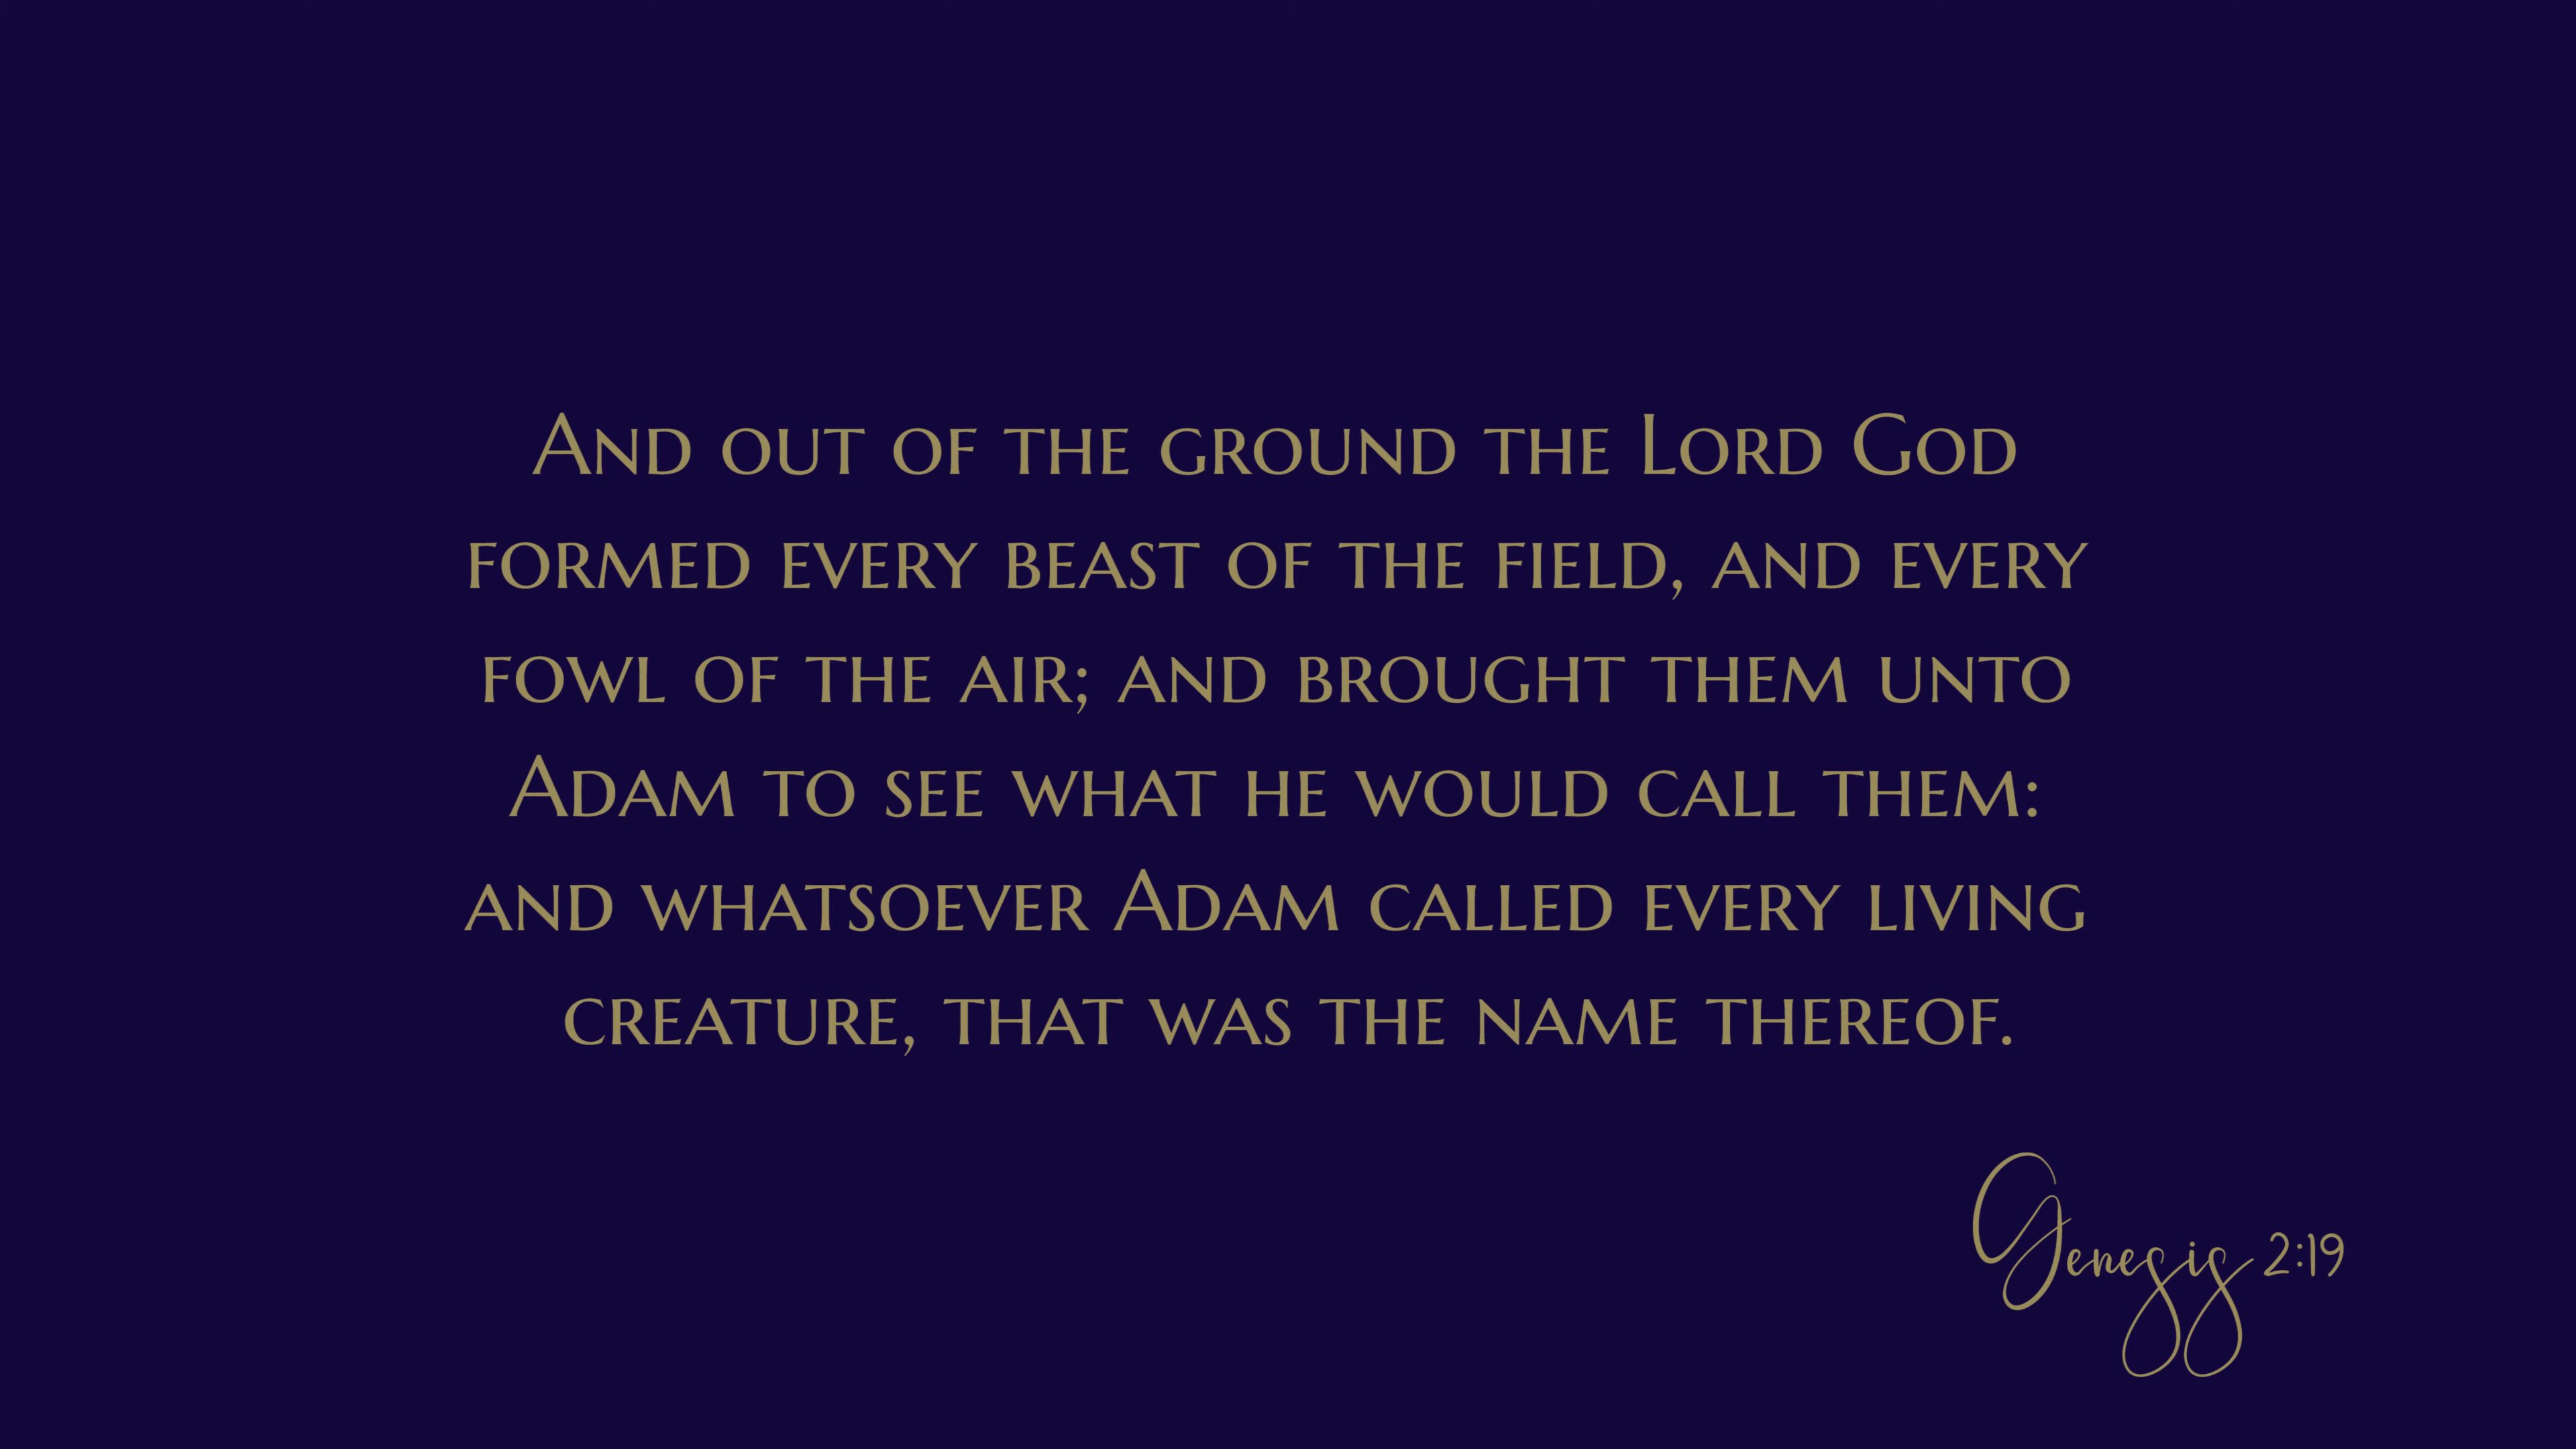 And out of the ground the Lord God
formed every beast of the field, and every
fowl of the air; and brought them unto
Adam to see what he would call them:
and whatsoever Adam called every living
creature, that was the name thereof.
Genesis 2:19